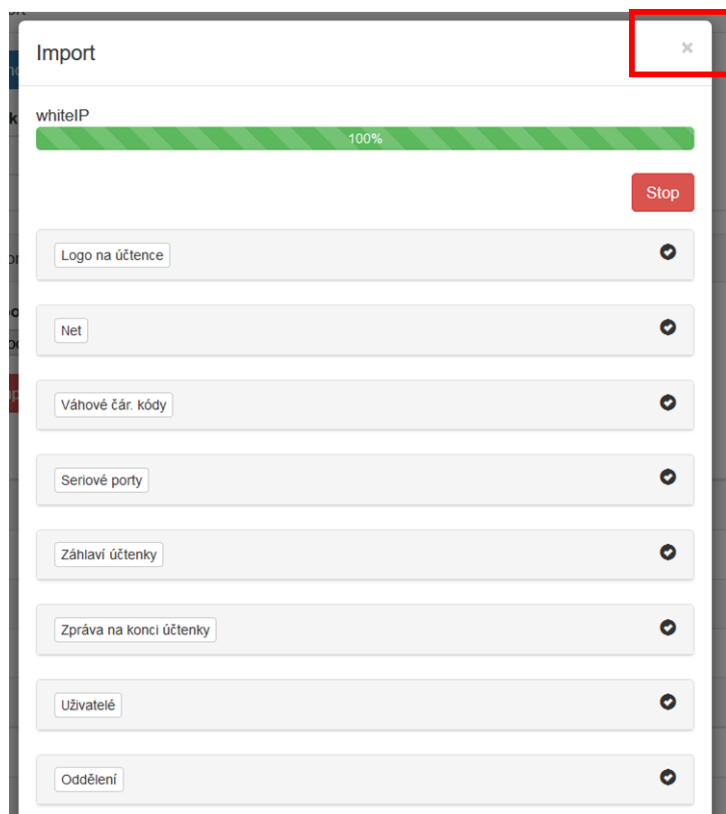 Import
×
whiteIP
100%
Stop
Logo na účtence
Net
Váhové čár. kódy
Seriové porty
Záhlaví účtenky
Zpráva na konci účtenky
Uživatelé
Oddělení